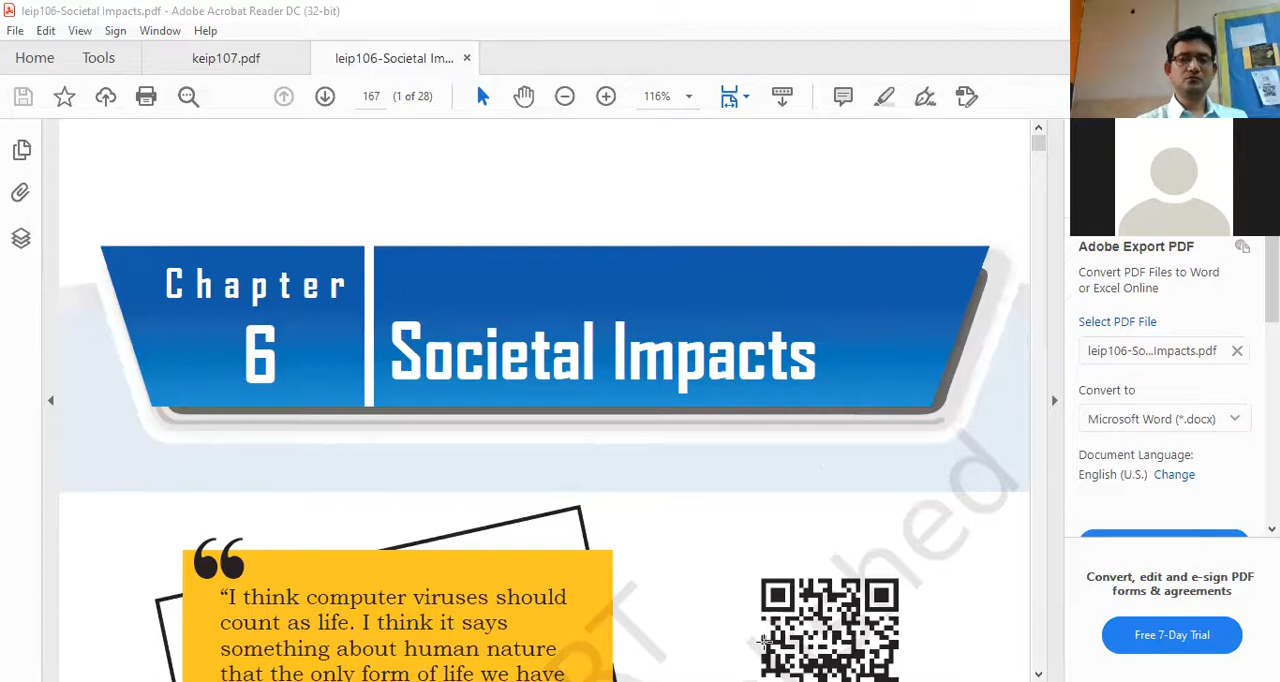 leip106-Societal Impacts.pdf - Adobe Acrobat Reader DC (32-bit)
File Edit View Sign Window Help
Home Tools keip107.pdf leip106-Societal Im... ×
167 (1 of 28) 116%
Chapter
6
Societal Impacts
“I think computer viruses should
count as life. I think it says
something about human nature
that the only form of life we have
Adobe Export PDF
Convert PDF Files to Word
or Excel Online
Select PDF File
leip106-So...Impacts.pdf
Convert to
Microsoft Word (*.docx)
Document Language:
English (U.S.) Change
Convert, edit and e-sign PDF
forms & agreements
Free 7-Day Trial